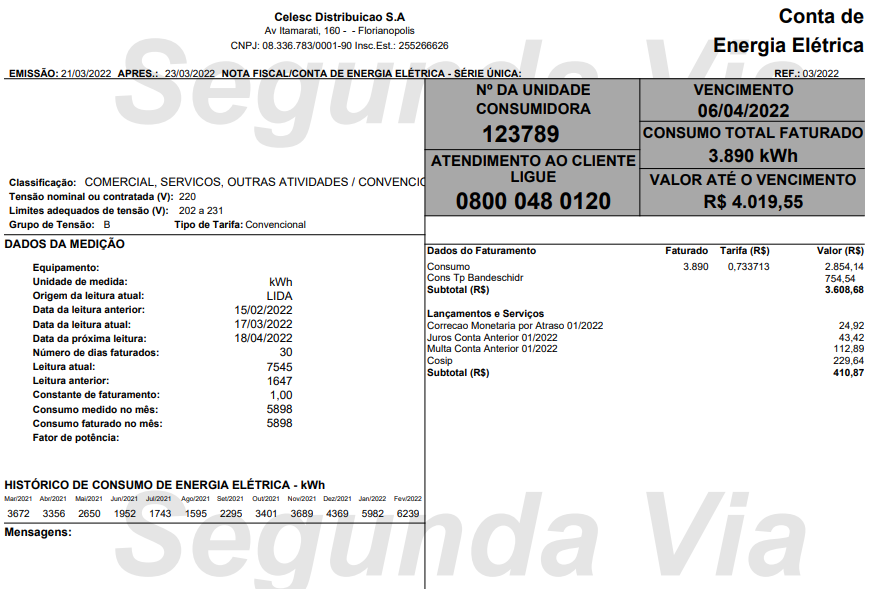 Celesc Distribuicao S.A
Av Itamarati, 160 - - Florianopolis
CNPJ: 08.336.783/0001-90 Insc.Est.: 255266626
Conta de
Energia Elétrica
Segunda Via
EMISSÃO: 21/03/2022 APRES.: 23/03/2022 NOTA FISCAL/CONTA DE ENERGIA ELÉTRICA - SÉRIE ÚNICA: REF.: 03/2022
Nº DA UNIDADE
CONSUMIDORA
123789
ATENDIMENTO AO CLIENTE
LIGUE
0800 048 0120
VENCIMENTO
06/04/2022
CONSUMO TOTAL FATURADO
3.890 kWh
VALOR ATÉ O VENCIMENTO
R$ 4.019,55
Classificação: COMERCIAL, SERVICOS, OUTRAS ATIVIDADES / CONVENCIC
Tensão nominal ou contratada (V): 220
Limites adequados de tensão (V): 202 a 231
Grupo de Tensão: B Tipo de Tarifa: Convencional
DADOS DA MEDIÇÃO
Equipamento:
Unidade de medida: kWh
Origem da leitura atual: LIDA
Data da leitura anterior: 15/02/2022
Data da leitura atual: 17/03/2022
Data da próxima leitura: 18/04/2022
Número de dias faturados: 30
Leitura atual: 7545
Leitura anterior: 1647
Constante de faturamento: 1,00
Consumo medido no mês: 5898
Consumo faturado no mês: 5898
Fator de potência:
Dados do Faturamento Faturado Tarifa (R$) Valor (R$)
Consumo 3.890 0,733713 2.854,14
Cons Tp Bandeschidr 754,54
Subtotal (R$) 3.608,68
Lançamentos e Serviços
Correcao Monetaria por Atraso 01/2022 24,92
Juros Conta Anterior 01/2022 43,42
Multa Conta Anterior 01/2022 112,89
Cosip 229,64
Subtotal (R$) 410,87
HISTÓRICO DE CONSUMO DE ENERGIA ELÉTRICA - kWh
Mar/2021 Abr/2021 Mai/2021 Jun/2021 Jul/2021 Ago/2021 Set/2021 Out/2021 Nov/2021 Dez/2021 Jan/2022 Fev/2022
3672 3356 2650 1952 1743 1595 2295 3401 3689 4369 5982 6239
Mensagens:
Segunda Via